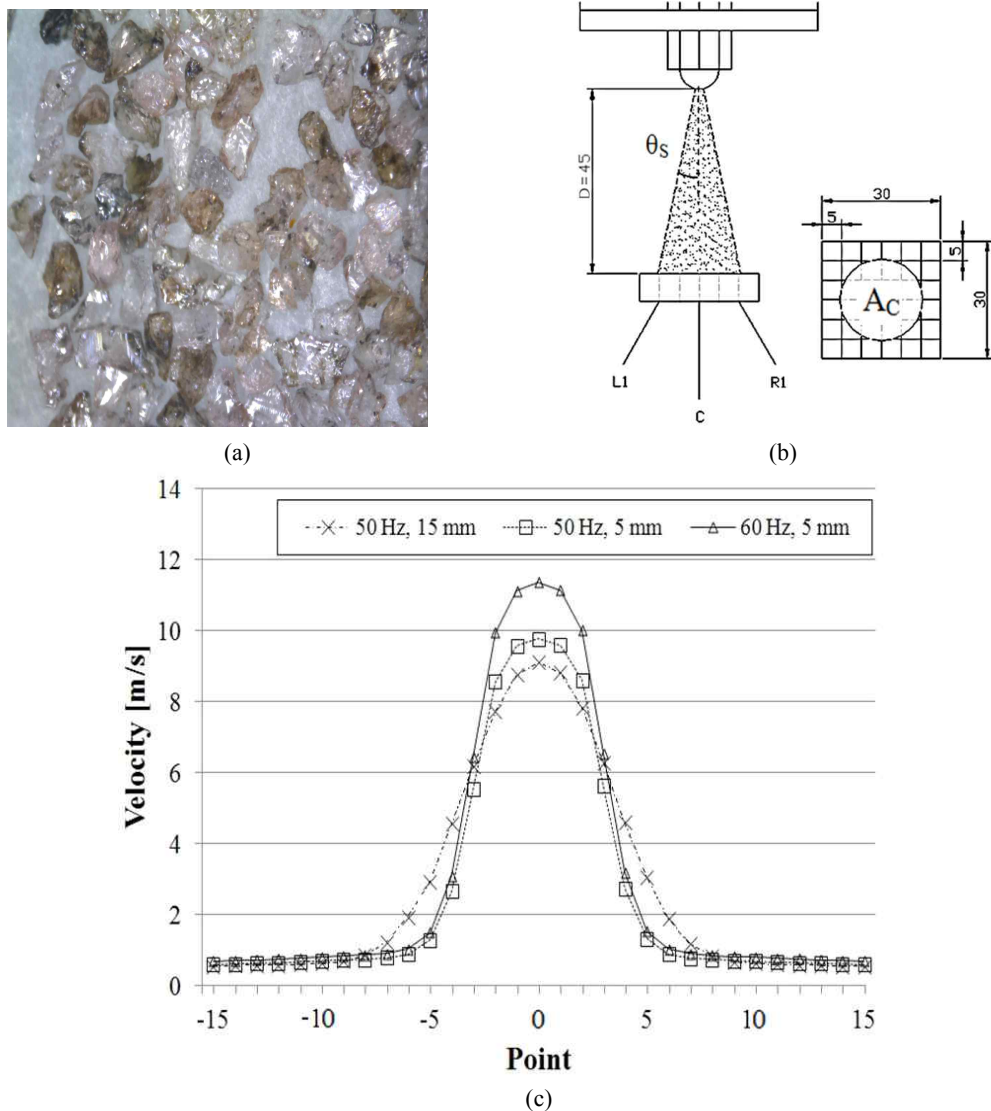 (a)
D=45
θS
30
5
5
30
AC
L1
R1
C
(b)
14
12
10
8
6
4
2
0
Velocity [m/s]
50 Hz, 15 mm
50 Hz, 5 mm
60 Hz, 5 mm
-15
-10
-5
0
5
10
15
Point
(c)